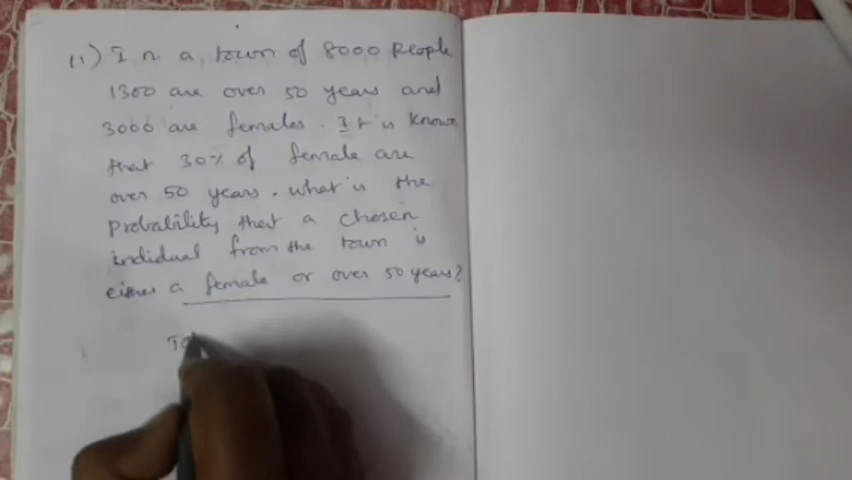 11) In a town of 8000 people
1300 are over 50 years and
3000 are females. It is known
that 30% of female are
over 50 years. What is the
probability that a chosen
indidual from the town is
either a female or over 50 years?
To